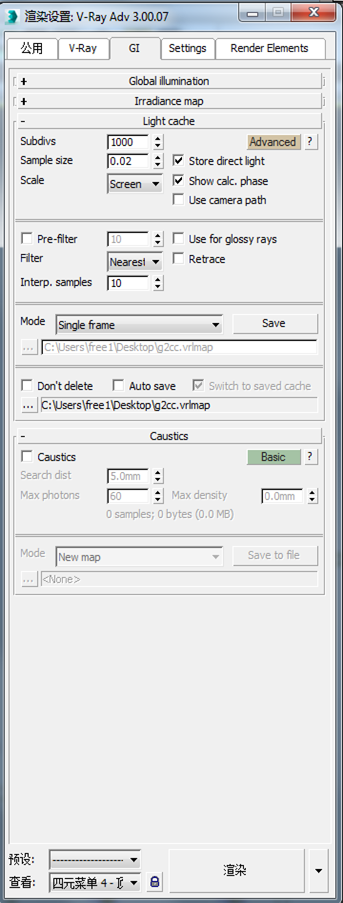 渲染设置: V-Ray Adv 3.00.07
公用 V-Ray GI Settings Render Elements
+ Global illumination
+ Irradiance map
- Light cache
Subdivs 1000 Advanced ?
Sample size 0.02 Store direct light
Scale Screen Show calc. phase
Use camera path
Pre-filter 10 Use for glossy rays
Filter Nearest Retrace
Interp. samples 10
Mode Single frame Save
... C:\Users\free1\Desktop\g2cc.vrlmap
Don't delete Auto save Switch to saved cache
... C:\Users\free1\Desktop\g2cc.vrlmap
- Caustics
Caustics Basic ?
Search dist 5.0mm
Max photons 60 Max density 0.0mm
0 samples; 0 bytes (0.0 MB)
Mode New map Save to file
... <None>
预设: --------------------
渲染
查看: 四元菜单 4 -